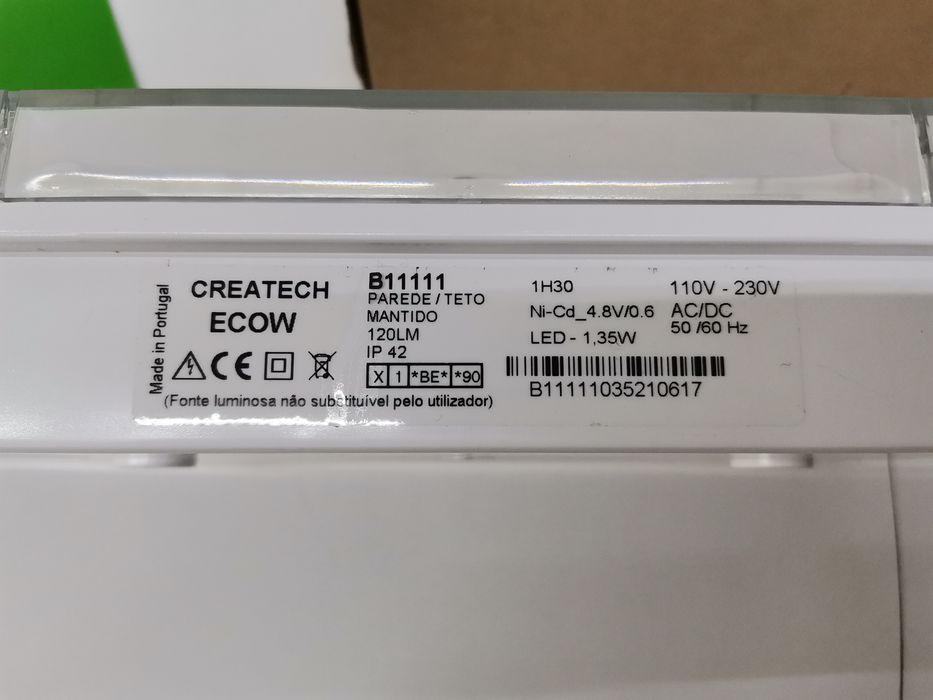 Made in Portugal
CREATECH
ECOW
CE
(Fonte luminosa não substituível pelo utilizador)
B11111
PAREDE / TETO
MANTIDO
120LM
IP 42
X 1 *BE* *90
1H30
Ni-Cd_4.8V/0.6
LED - 1,35W
110V - 230V
AC/DC
50 /60 Hz
B11111035210617